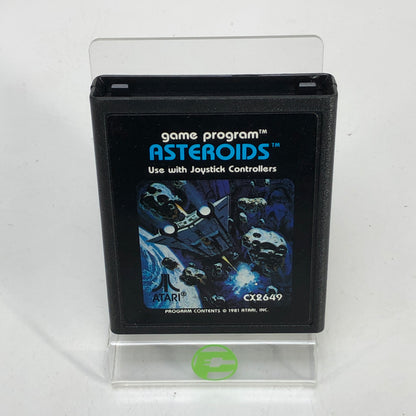 game program™
ASTEROIDS™
Use with Joystick Controllers
ATARI®
CX2649
PROGRAM CONTENTS © 1981 ATARI, INC.